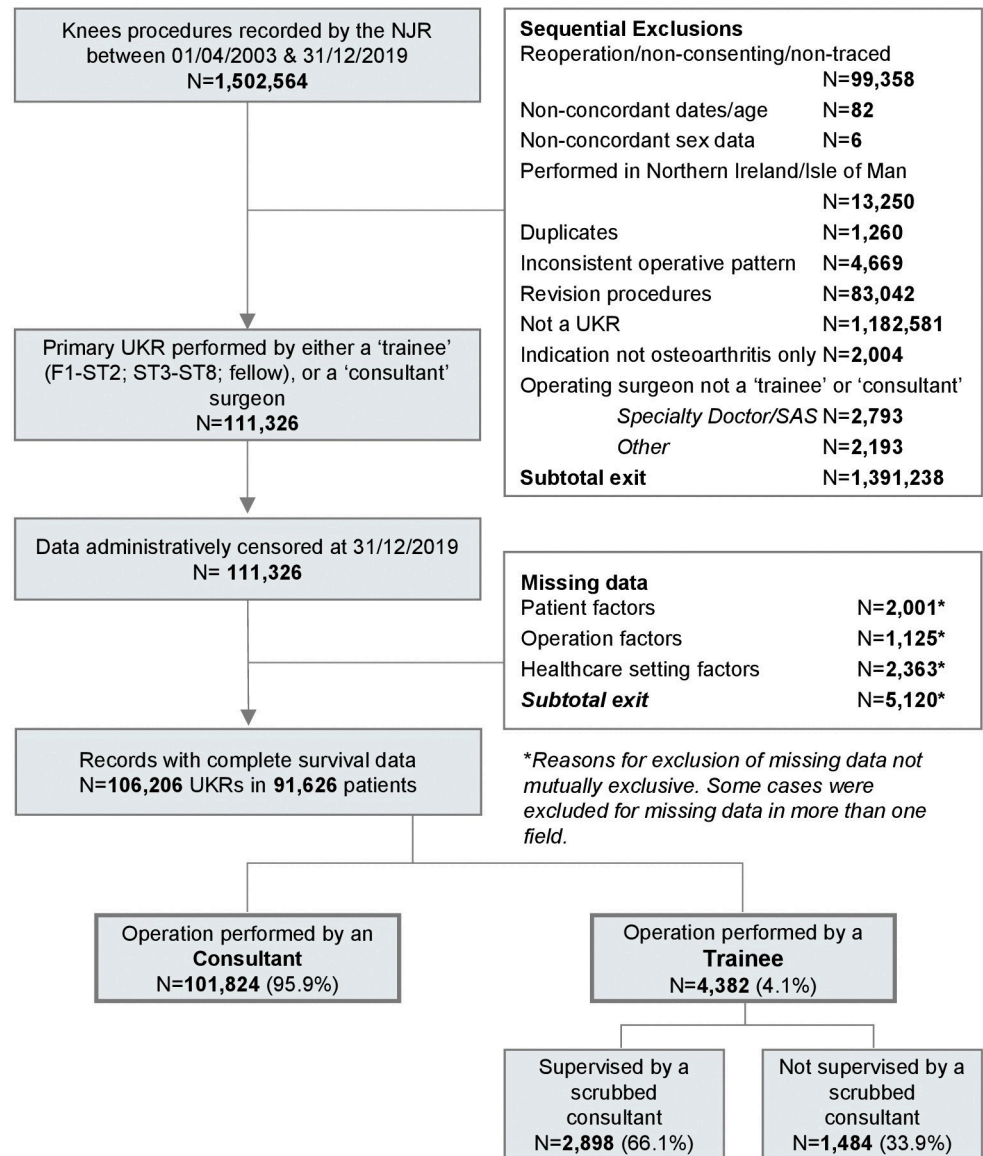 Knees procedures recorded by the NJR
between 01/04/2003 & 31/12/2019
N=1,502,564
Sequential Exclusions
Reoperation/non-consenting/non-traced
N=99,358
Non-concordant dates/age N=82
Non-concordant sex data N=6
Performed in Northern Ireland/Isle of Man
N=13,250
Duplicates N=1,260
Inconsistent operative pattern N=4,669
Revision procedures N=83,042
Not a UKR N=1,182,581
Indication not osteoarthritis only N=2,004
Operating surgeon not a ‘trainee’ or ‘consultant’
Specialty Doctor/SAS N=2,793
Other N=2,193
Subtotal exit N=1,391,238
Primary UKR performed by either a ‘trainee’
(F1-ST2; ST3-ST8; fellow), or a ‘consultant’
surgeon
N=111,326
Data administratively censored at 31/12/2019
N= 111,326
Missing data
Patient factors N=2,001*
Operation factors N=1,125*
Healthcare setting factors N=2,363*
Subtotal exit N=5,120*
Records with complete survival data
N=106,206 UKRs in 91,626 patients
*Reasons for exclusion of missing data not
mutually exclusive. Some cases were
excluded for missing data in more than one
field.
Operation performed by an
Consultant
N=101,824 (95.9%)
Operation performed by a
Trainee
N=4,382 (4.1%)
Supervised by a
scrubbed
consultant
N=2,898 (66.1%)
Not supervised by a
scrubbed
consultant
N=1,484 (33.9%)